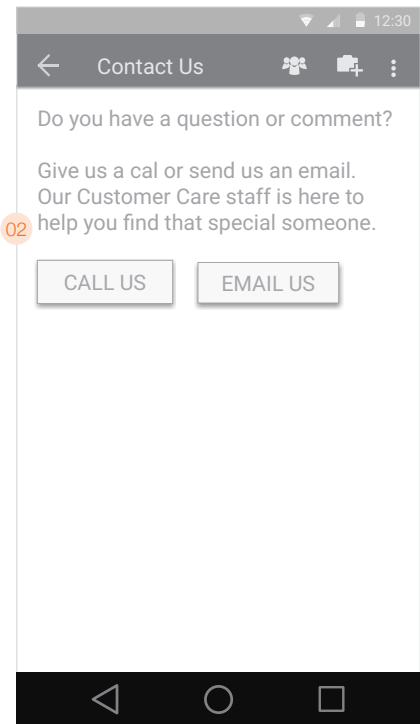 12:30
Contact Us
Do you have a question or comment?
Give us a cal or send us an email.
Our Customer Care staff is here to
02
help you find that special someone.
CALL US
EMAIL US